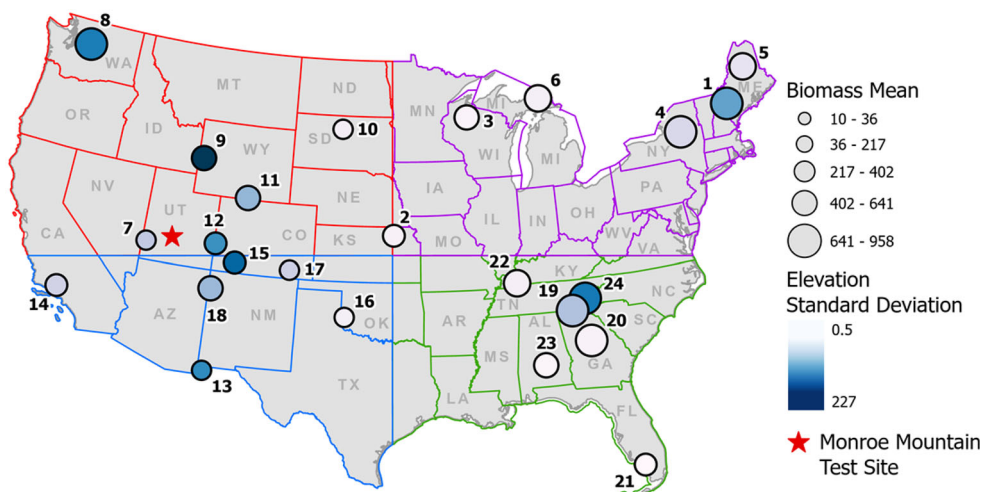 8
WA
MT
ND
OR
ID
SD
10
9
WY
MN
MI
6
3
WI
MI
5
ME
1
4
NY
NV
UT
11
NE
IA
PA
CA
7
12
CO
KS
2
MO
IL
IN
OH
WV
VA
15
17
22
KY
14
AZ
18
NM
16
OK
AR
TN
19
24
NC
SC
AL
20
MS
23
GA
13
TX
LA
FL
21
Biomass Mean
10 - 36
36 - 217
217 - 402
402 - 641
641 - 958
Elevation
Standard Deviation
0.5
227
Monroe Mountain
Test Site